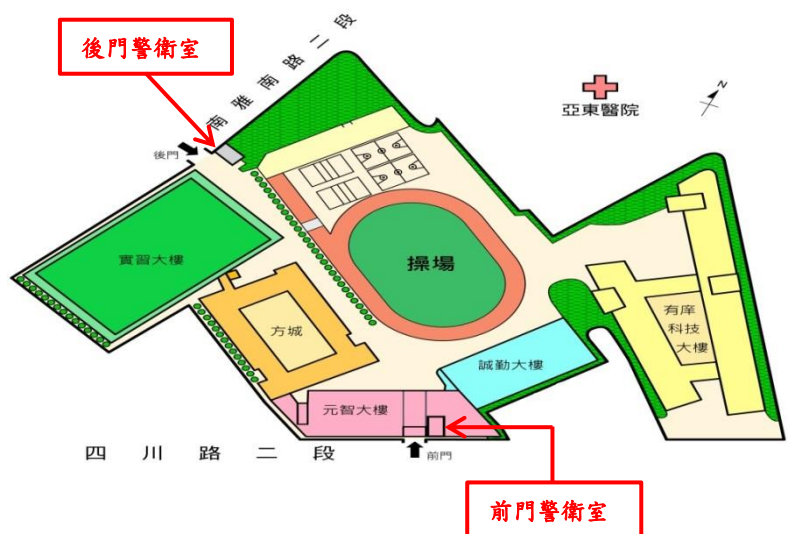 後門警衛室
南雅南路二段
N
亞東醫院
後門
實習大樓
操場
方城
有庠
科技
大樓
誠勤大樓
元智大樓
四川路二段
前門
前門警衛室